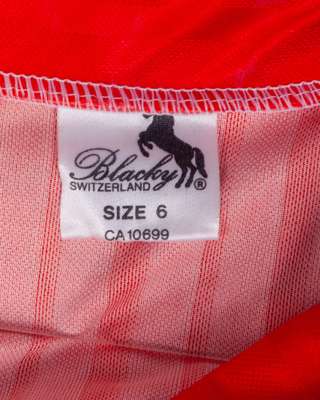 Blacky
SWITZERLAND ®
SIZE 6
CA10699